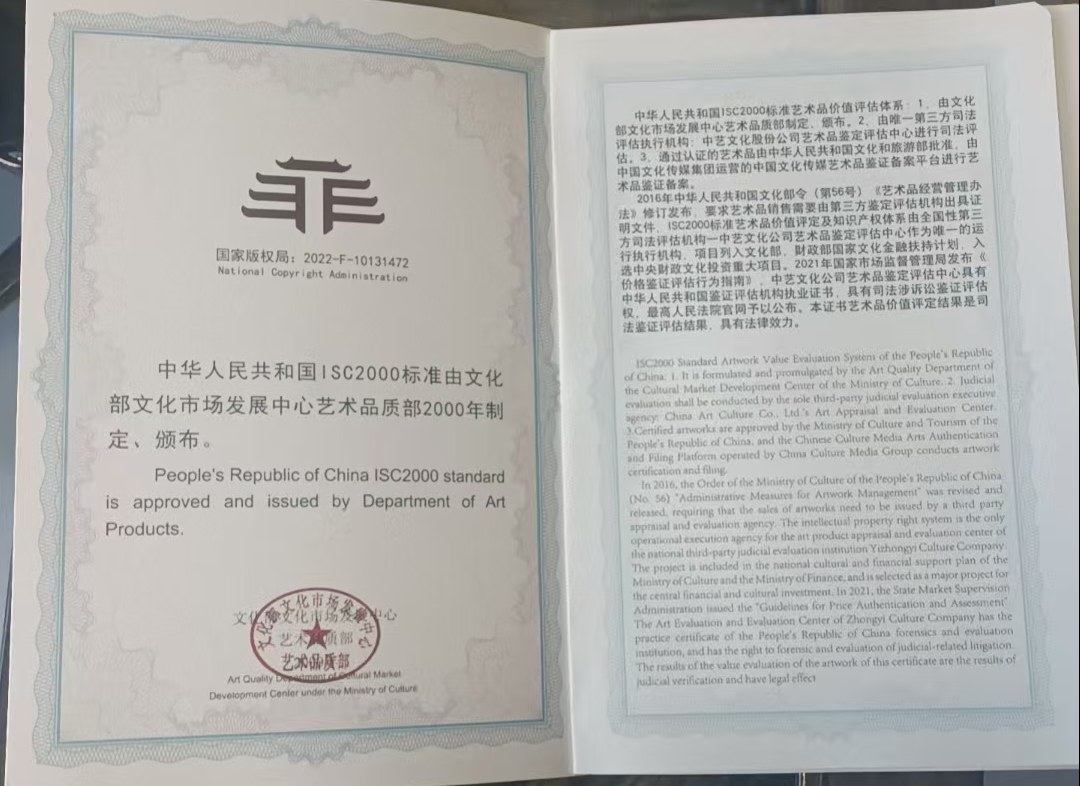 国家版权局：2022-F-10131472
National Copyright Administration
中华人民共和国ISC2000标准由文化
部文化市场发展中心艺术品质部2000年制
定、颁布。
People's Republic of China ISC2000 standard
is approved and issued by Department of Art
Products.
文化部文化市场发展中心
艺术品质部
艺术品质部
Art Quality Department of Cultural Market
Development Center under the Ministry of Culture
中华人民共和国ISC2000标准艺术品价值评估体系：1、由文化
部文化市场发展中心艺术品质部制定、颁布。2、由唯一第三方司法
评估执行机构：中艺文化股份公司艺术品鉴定评估中心进行司法评
估。3、通过认证的艺术品由中华人民共和国文化和旅游部批准，由
中国文化传媒集团运营的中国文化传媒艺术品鉴证备案平台进行艺
术品鉴证备案。
2016年中华人民共和国文化部令（第56号）《艺术品经营管理办
法》修订发布，要求艺术品销售需要由第三方鉴定评估机构出具证
明文件，ISC2000标准艺术品价值评定及知识产权体系由全国性第三
方司法评估机构一中艺文化公司艺术品鉴定评估中心作为唯一的运
行执行机构，项目列入文化部、财政部国家文化金融扶持计划，入
选中央财政文化投资重大项目。2021年国家市场监督管理局发布《
价格鉴证评估行为指南》，中艺文化公司艺术品鉴定评估中心具有
中华人民共和国鉴证评估机构执业证书，具有司法涉诉讼鉴证评估
权，最高人民法院官网予以公布。本证书艺术品价值评定结果是司
法鉴证评估结果，具有法律效力。
ISC2000 Standard Artwork Value Evaluation System of the People's Republic
of China: 1. It is formulated and promulgated by the Art Quality Department of
the Cultural Market Development Center of the Ministry of Culture. 2. Judicial
evaluation shall be conducted by the sole third-party judicial evaluation executive
agency: China Art Culture Co., Ltd.'s Art Appraisal and Evaluation Center.
3.Certified artworks are approved by the Ministry of Culture and Tourism of the
People's Republic of China, and the Chinese Culture Media Arts Authentication
and Filing Platform operated by China Culture Media Group conducts artwork
certification and filing.
In 2016, the Order of the Ministry of Culture of the People's Republic of China
(No. 56) "Administrative Measures for Artwork Management" was revised and
released, requiring that the sales of artworks need to be issued by a third party
appraisal and evaluation agency. The intellectual property right system is the only
operational execution agency for the art product appraisal and evaluation center of
the national third-party judicial evaluation institution Yizhongyi Culture Company.
The project is included in the national cultural and financial support plan of the
Ministry of Culture and the Ministry of Finance, and is selected as a major project for
the central financial and cultural investment. In 2021, the State Market Supervision
Administration issued the "Guidelines for Price Authentication and Assessment"
The Art Evaluation and Evaluation Center of Zhongyi Culture Company has the
practice certificate of the People's Republic of China forensics and evaluation
institution, and has the right to forensic and evaluation of judicial-related litigation.
The results of the value evaluation of the artwork of this certificate are the results of
judicial verification and have legal effect